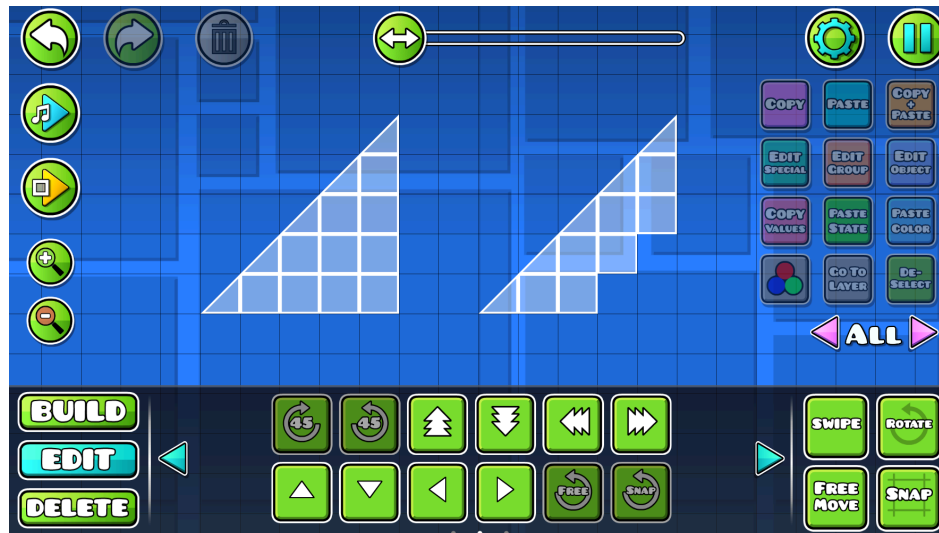 COPY
PASTE
COPY
+
PASTE
EDIT
SPECIAL
EDIT
GROUP
EDIT
OBJECT
COPY
VALUES
PASTE
STATE
PASTE
COLOR
GO TO
LAYER
DE-
SELECT
ALL
BUILD
EDIT
DELETE
45
45
FREE
SNAP
SWIPE
ROTATE
FREE
MOVE
SNAP